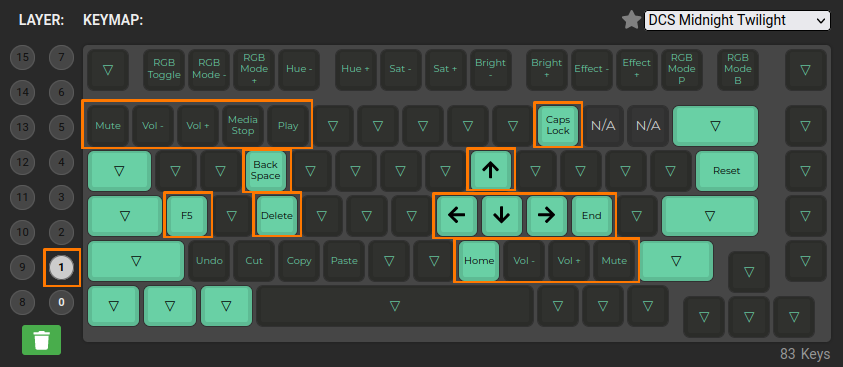 LAYER: KEYMAP: DCS Midnight Twilight
15 7
▽ RGB Toggle RGB Mode - RGB Mode + Hue - Hue + Sat - Sat + Bright - Bright + Effect - Effect + RGB Mode P RGB Mode B ▽
14 6
13 5 Mute Vol - Vol + Media Stop Play ▽ ▽ ▽ ▽ ▽ Caps Lock N/A N/A ▽ ▽
12 4 ▽ ▽ ▽ Back Space ▽ ▽ ▽ ▽ ↑ ▽ ▽ ▽ ▽ Reset ▽
11 3
▽ F5 ▽ Delete ▽ ▽ ▽ ← ↓ → End ▽ ▽ ▽
10 2
9 1 ▽ Undo Cut Copy Paste ▽ ▽ Home Vol - Vol + Mute ▽ ▽ ▽
8 0 ▽ ▽ ▽ ▽ ▽ ▽ ▽ ▽ ▽ ▽
83 Keys